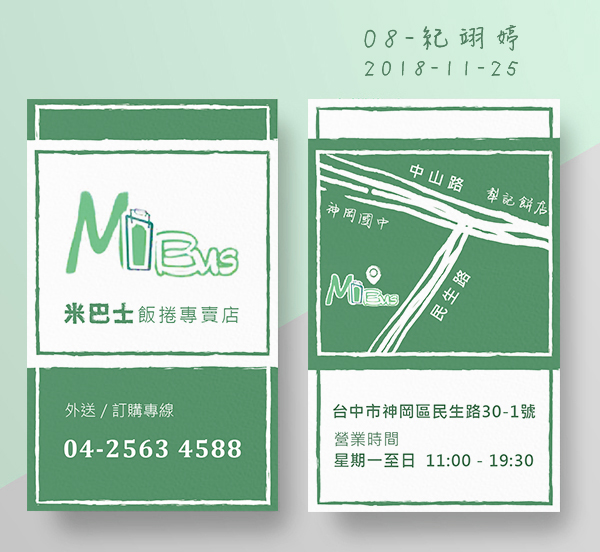 08-紀翊婷
2018-11-25
MiBus
米巴士飯捲專賣店
外送 / 訂購專線
04-2563 4588
中山路
犁記餅店
神岡國中
MiBus
民生路
台中市神岡區民生路30-1號
營業時間
星期一至日 11:00 - 19:30